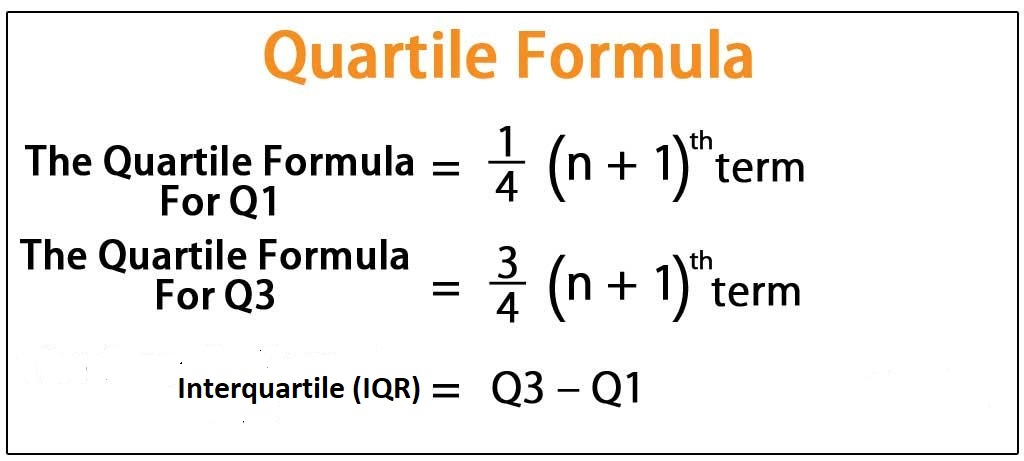 Quartile Formula
The Quartile Formula For Q1 = 1/4 (n + 1)th term
The Quartile Formula For Q3 = 3/4 (n + 1)th term
Interquartile (IQR) = Q3 – Q1